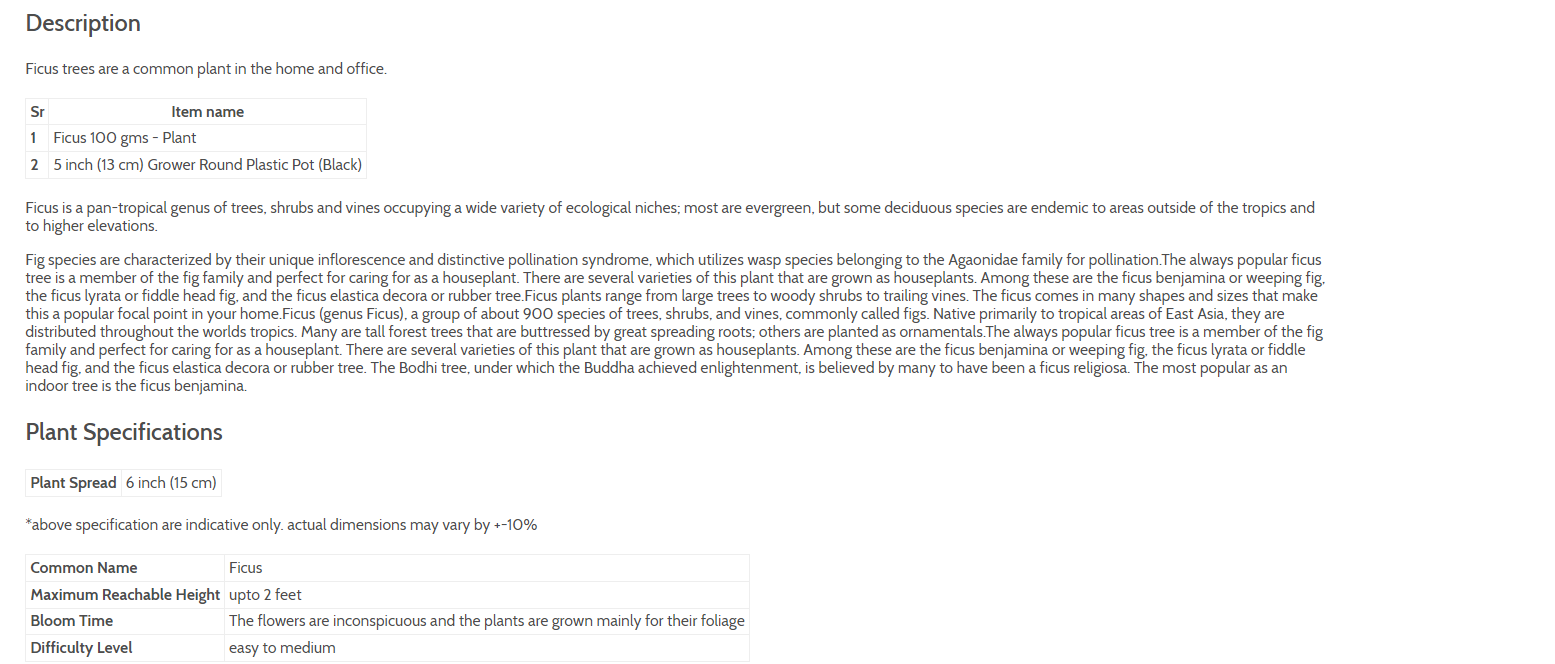 Description
Ficus trees are a common plant in the home and office.
Sr Item name
1 Ficus 100 gms - Plant
2 5 inch (13 cm) Grower Round Plastic Pot (Black)
Ficus is a pan-tropical genus of trees, shrubs and vines occupying a wide variety of ecological niches; most are evergreen, but some deciduous species are endemic to areas outside of the tropics and
to higher elevations.
Fig species are characterized by their unique inflorescence and distinctive pollination syndrome, which utilizes wasp species belonging to the Agaonidae family for pollination.The always popular ficus
tree is a member of the fig family and perfect for caring for as a houseplant. There are several varieties of this plant that are grown as houseplants. Among these are the ficus benjamina or weeping fig,
the ficus lyrata or fiddle head fig, and the ficus elastica decora or rubber tree.Ficus plants range from large trees to woody shrubs to trailing vines. The ficus comes in many shapes and sizes that make
this a popular focal point in your home.Ficus (genus Ficus), a group of about 900 species of trees, shrubs, and vines, commonly called figs. Native primarily to tropical areas of East Asia, they are
distributed throughout the worlds tropics. Many are tall forest trees that are buttressed by great spreading roots; others are planted as ornamentals.The always popular ficus tree is a member of the fig
family and perfect for caring for as a houseplant. There are several varieties of this plant that are grown as houseplants. Among these are the ficus benjamina or weeping fig, the ficus lyrata or fiddle
head fig, and the ficus elastica decora or rubber tree. The Bodhi tree, under which the Buddha achieved enlightenment, is believed by many to have been a ficus religiosa. The most popular as an
indoor tree is the ficus benjamina.
Plant Specifications
Plant Spread 6 inch (15 cm)
*above specification are indicative only. actual dimensions may vary by +-10%
Common Name Ficus
Maximum Reachable Height upto 2 feet
Bloom Time The flowers are inconspicuous and the plants are grown mainly for their foliage
Difficulty Level easy to medium